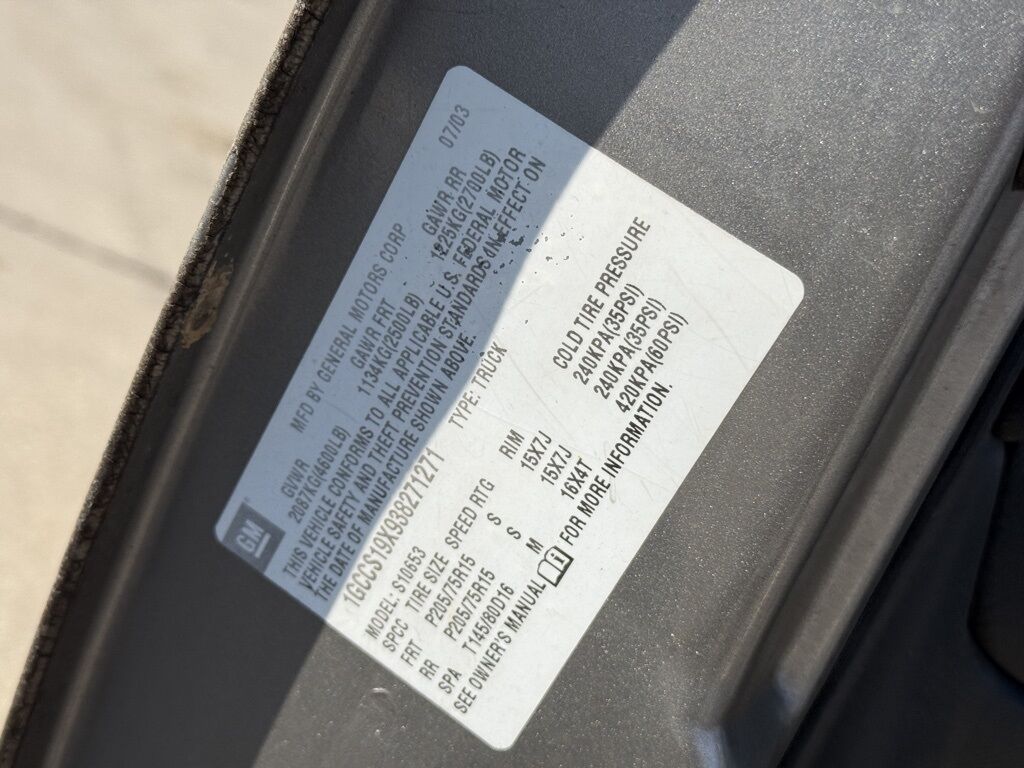 GM
MFD BY GENERAL MOTORS CORP 07/03
GVWR GAWR FRT GAWR RR
2087KG(4600LB) 1134KG(2500LB) 1225KG(2700LB)
THIS VEHICLE CONFORMS TO ALL APPLICABLE U.S. FEDERAL MOTOR
VEHICLE SAFETY AND THEFT PREVENTION STANDARDS IN EFFECT ON
THE DATE OF MANUFACTURE SHOWN ABOVE.
1GCCS19X938271271 TYPE: TRUCK
MODEL: S10653
SPCC TIRE SIZE SPEED RTG RIM COLD TIRE PRESSURE
FRT P205/75R15 S 15X7J 240KPA(35PSI)
RR P205/75R15 S 15X7J 240KPA(35PSI)
SPA T145/80D16 M 16X4T 420KPA(60PSI)
SEE OWNER'S MANUAL i FOR MORE INFORMATION.